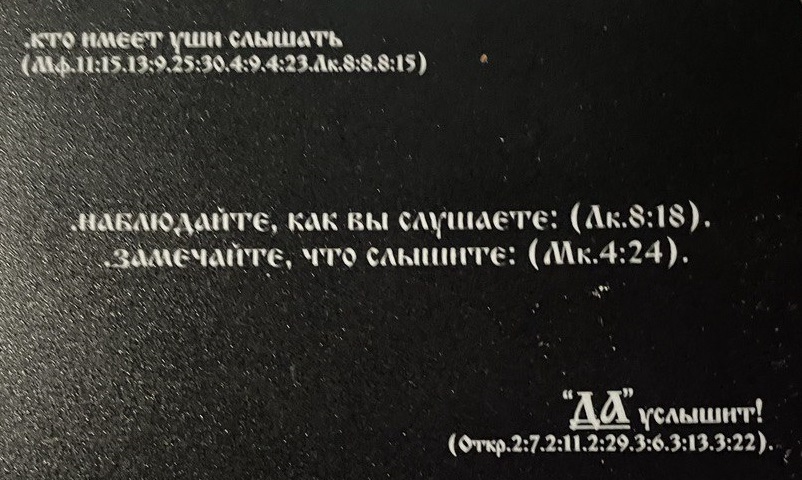 .кто имеет уши слышать
(Мф.11:15.13:9.25:30.4:9.4:23.Лк.8:8.8:15)
.наблюдайте, как вы слушаете: (Лк.8:18).
.замечайте, что слышите: (Мк.4:24).
“ДА” услышит!
(Откр.2:7.2:11.2:29.3:6.3:13.3:22).